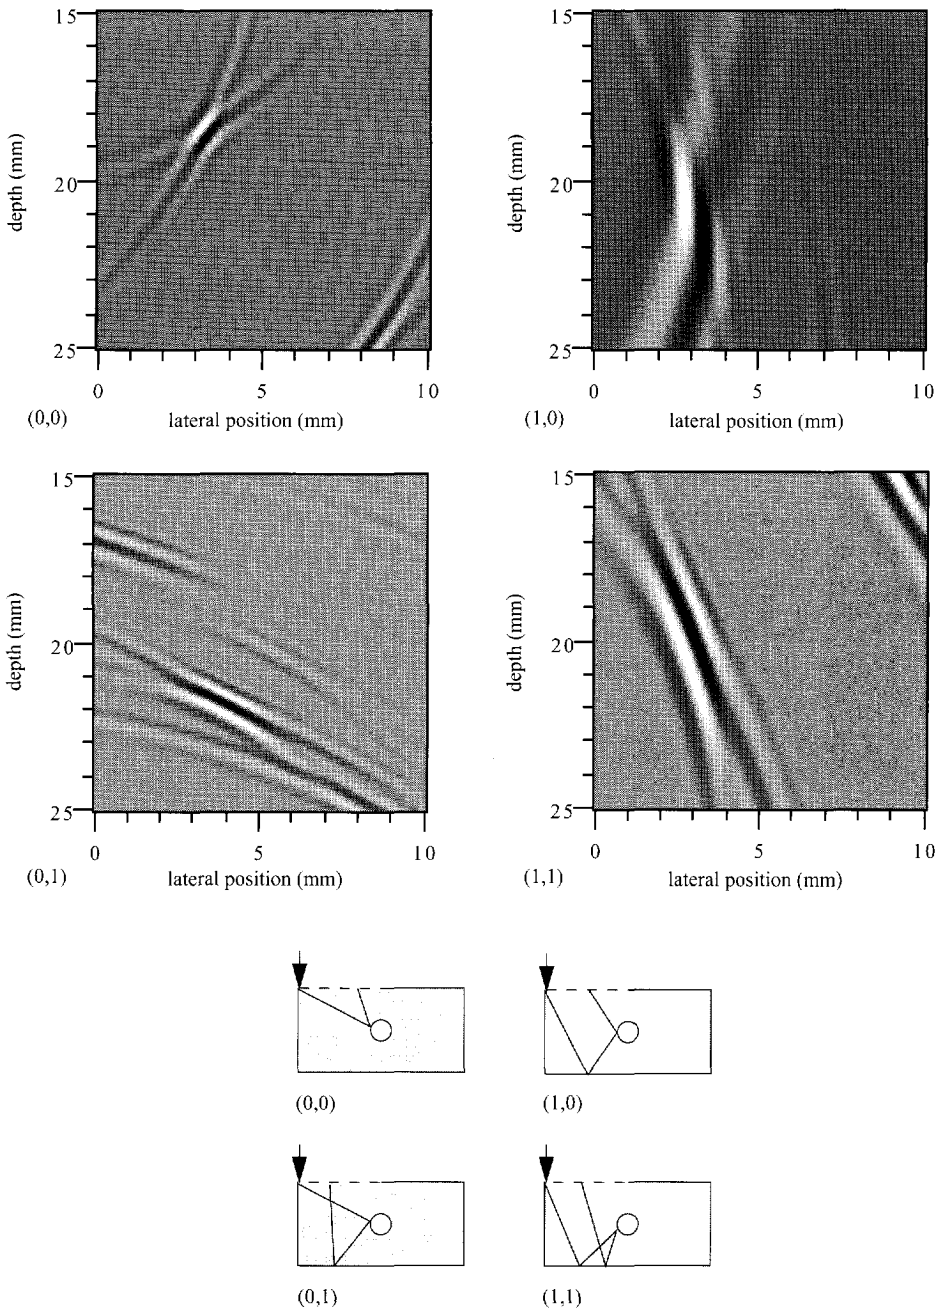 15
20
25
depth (mm)
0 5 10
(0,0) lateral position (mm)
15
20
25
depth (mm)
0 5 10
(1,0) lateral position (mm)
15
20
25
depth (mm)
0 5 10
(0,1) lateral position (mm)
15
20
25
depth (mm)
0 5 10
(1,1) lateral position (mm)
(0,0) (1,0)
(0,1) (1,1)